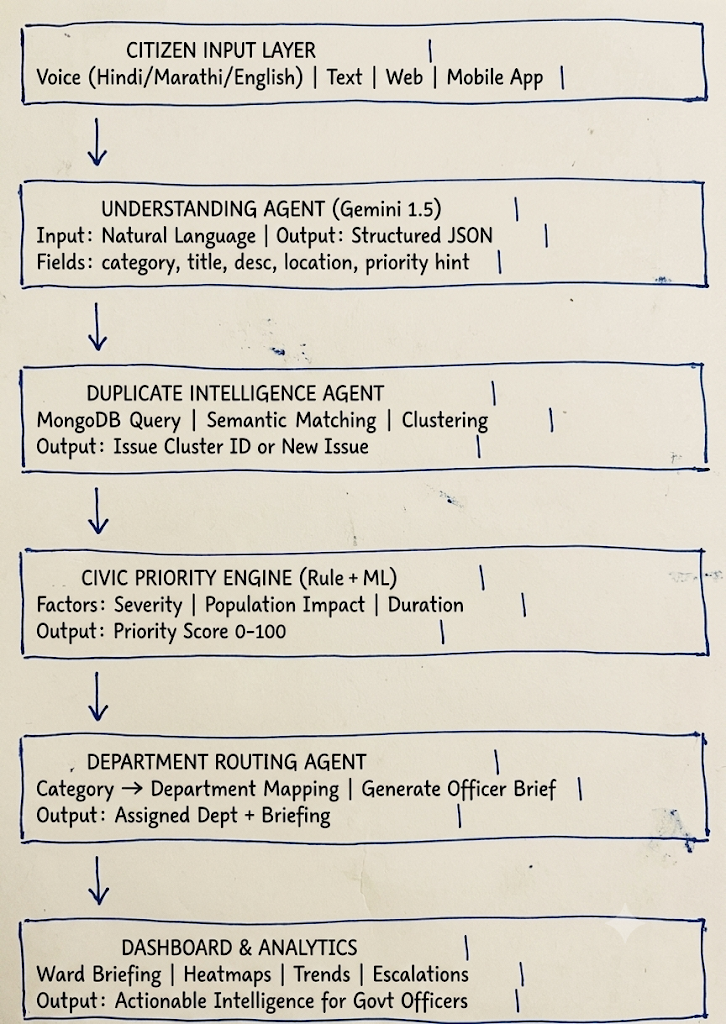 CITIZEN INPUT LAYER |
Voice (Hindi/Marathi/English) | Text | Web | Mobile App |
UNDERSTANDING AGENT (Gemini 1.5) |
Input: Natural Language | Output: Structured JSON |
Fields: category, title, desc, location, priority hint |
DUPLICATE INTELLIGENCE AGENT |
MongoDB Query | Semantic Matching | Clustering |
Output: Issue Cluster ID or New Issue |
CIVIC PRIORITY ENGINE (Rule + ML) |
Factors: Severity | Population Impact | Duration |
Output: Priority Score 0-100 |
DEPARTMENT ROUTING AGENT |
Category → Department Mapping | Generate Officer Brief |
Output: Assigned Dept + Briefing |
DASHBOARD & ANALYTICS |
Ward Briefing | Heatmaps | Trends | Escalations |
Output: Actionable Intelligence for Govt Officers |